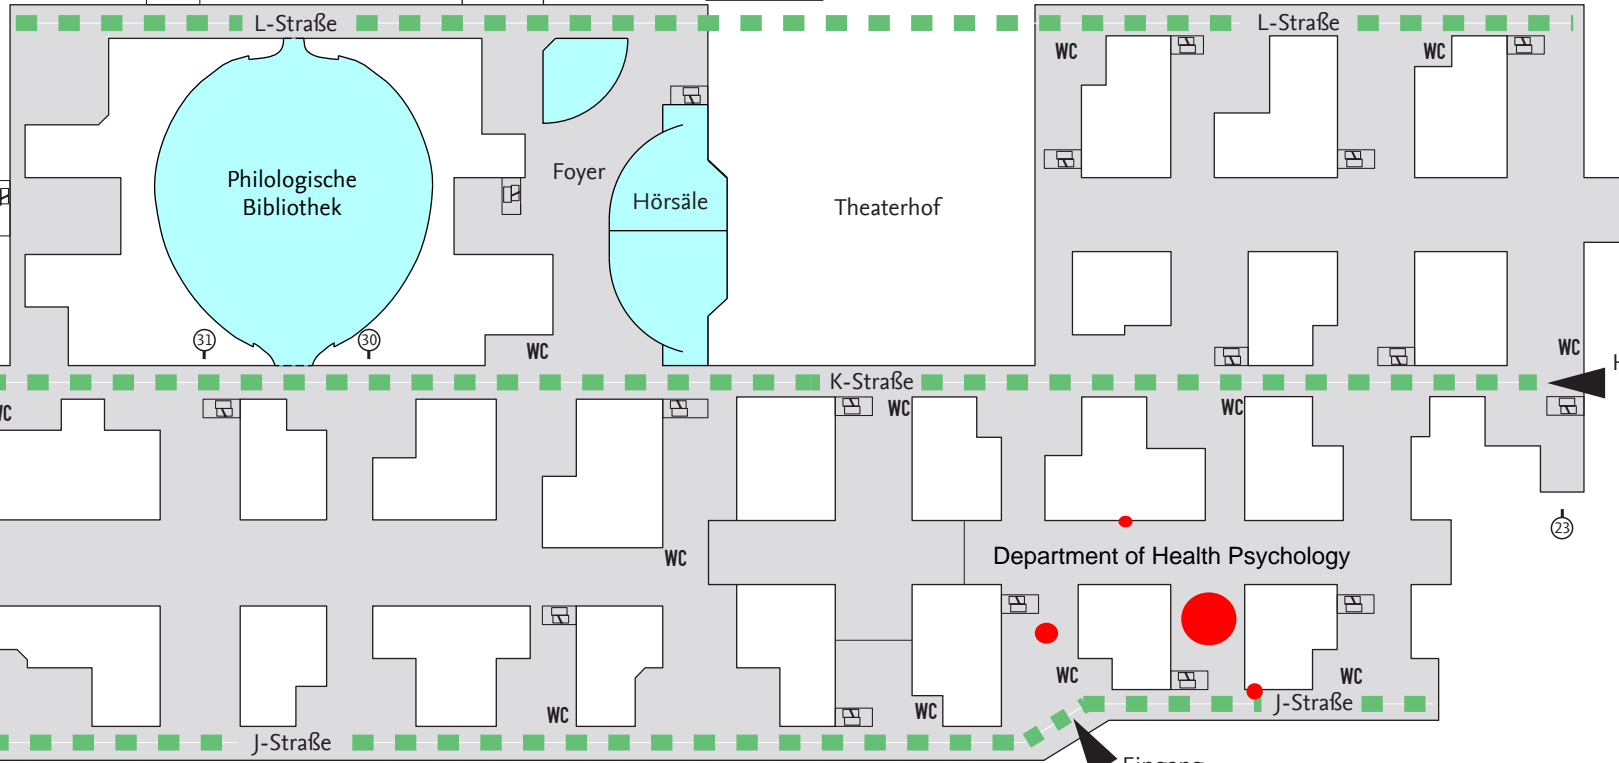 L-Straße
L-Straße
WC
WC
Philologische
Bibliothek
Foyer
Hörsäle
Theaterhof
31
30
WC
WC
K-Straße
WC
WC
WC
23
WC
Department of Health Psychology
WC
WC
WC
WC
J-Straße
J-Straße